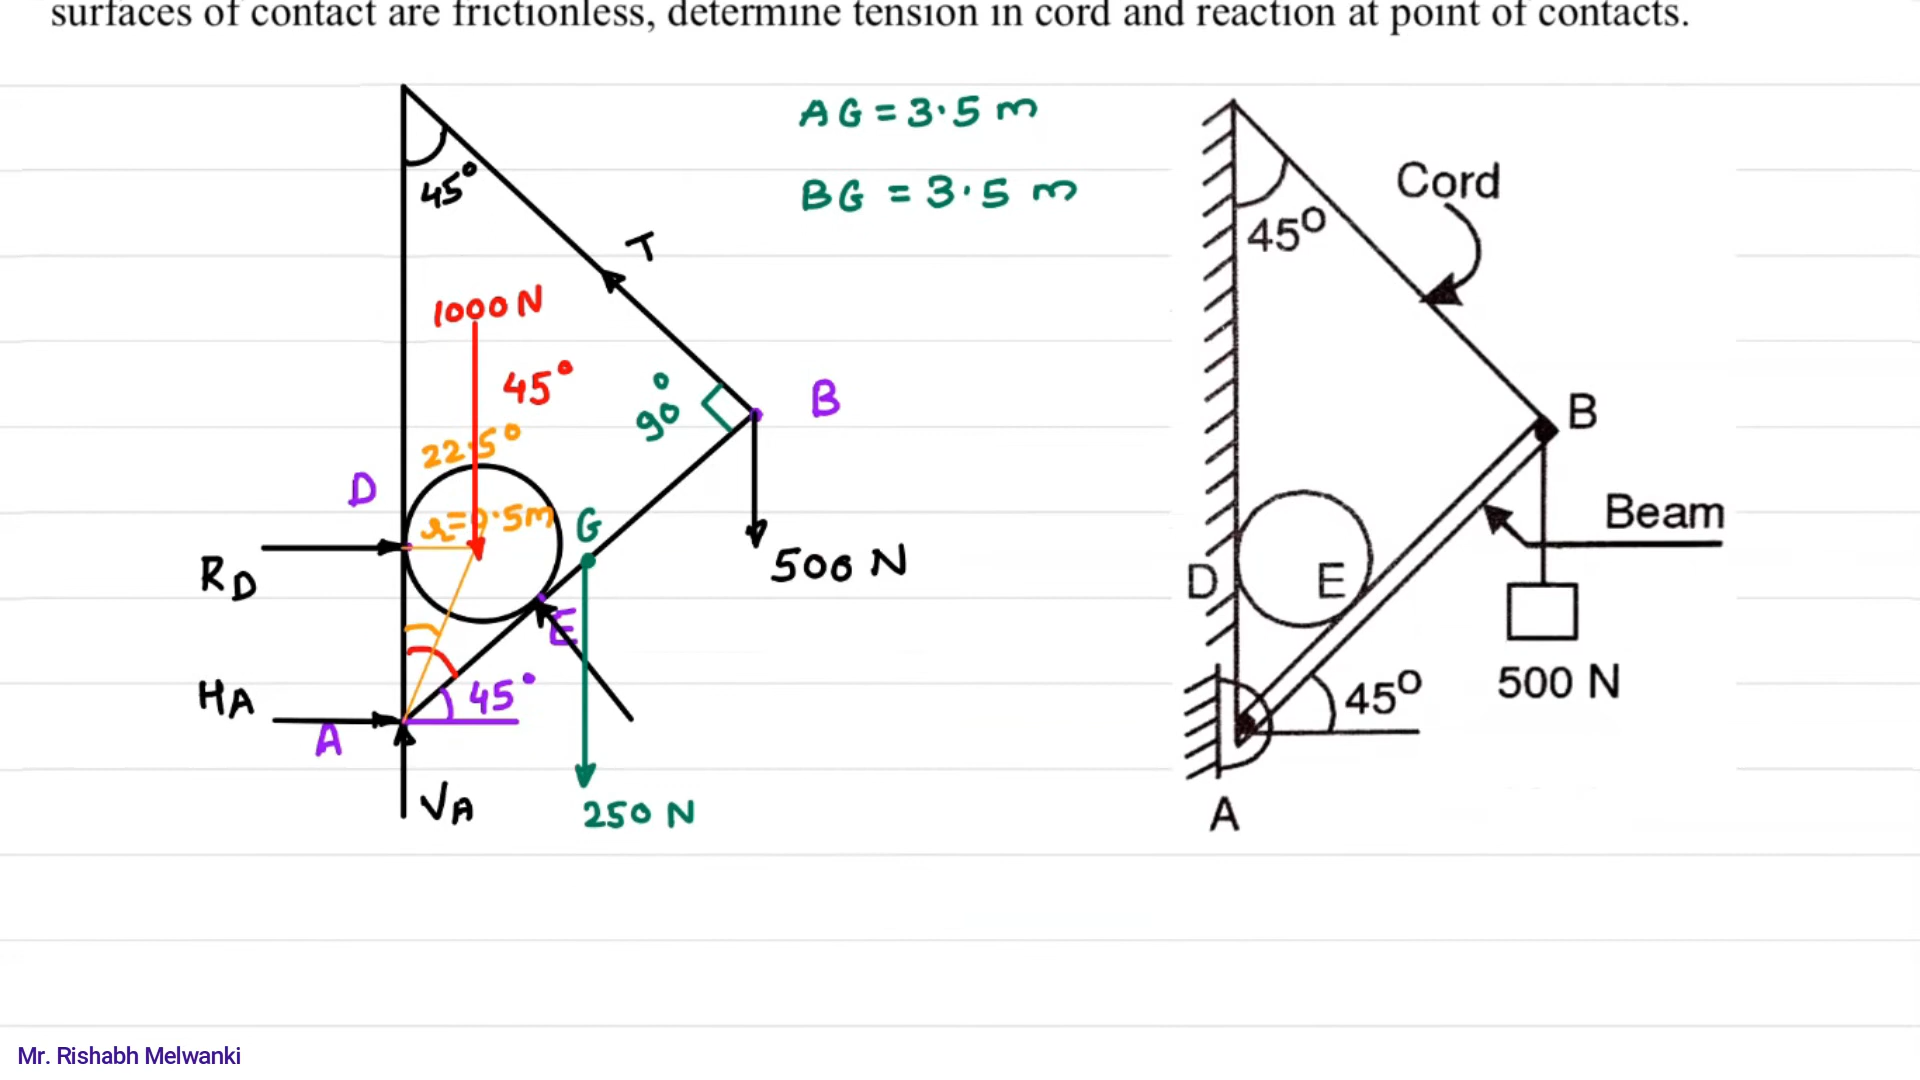 surfaces of contact are frictionless, determine tension in cord and reaction at point of contacts.
AG = 3.5 m
BG = 3.5 m
45°
T
1000 N
45°
22.5°
90°
B
D
r=0.5m
G
500 N
RD
E
HA
A
45°
VA
250 N
Cord
45°
B
Beam
D
E
45°
500 N
A
Mr. Rishabh Melwanki